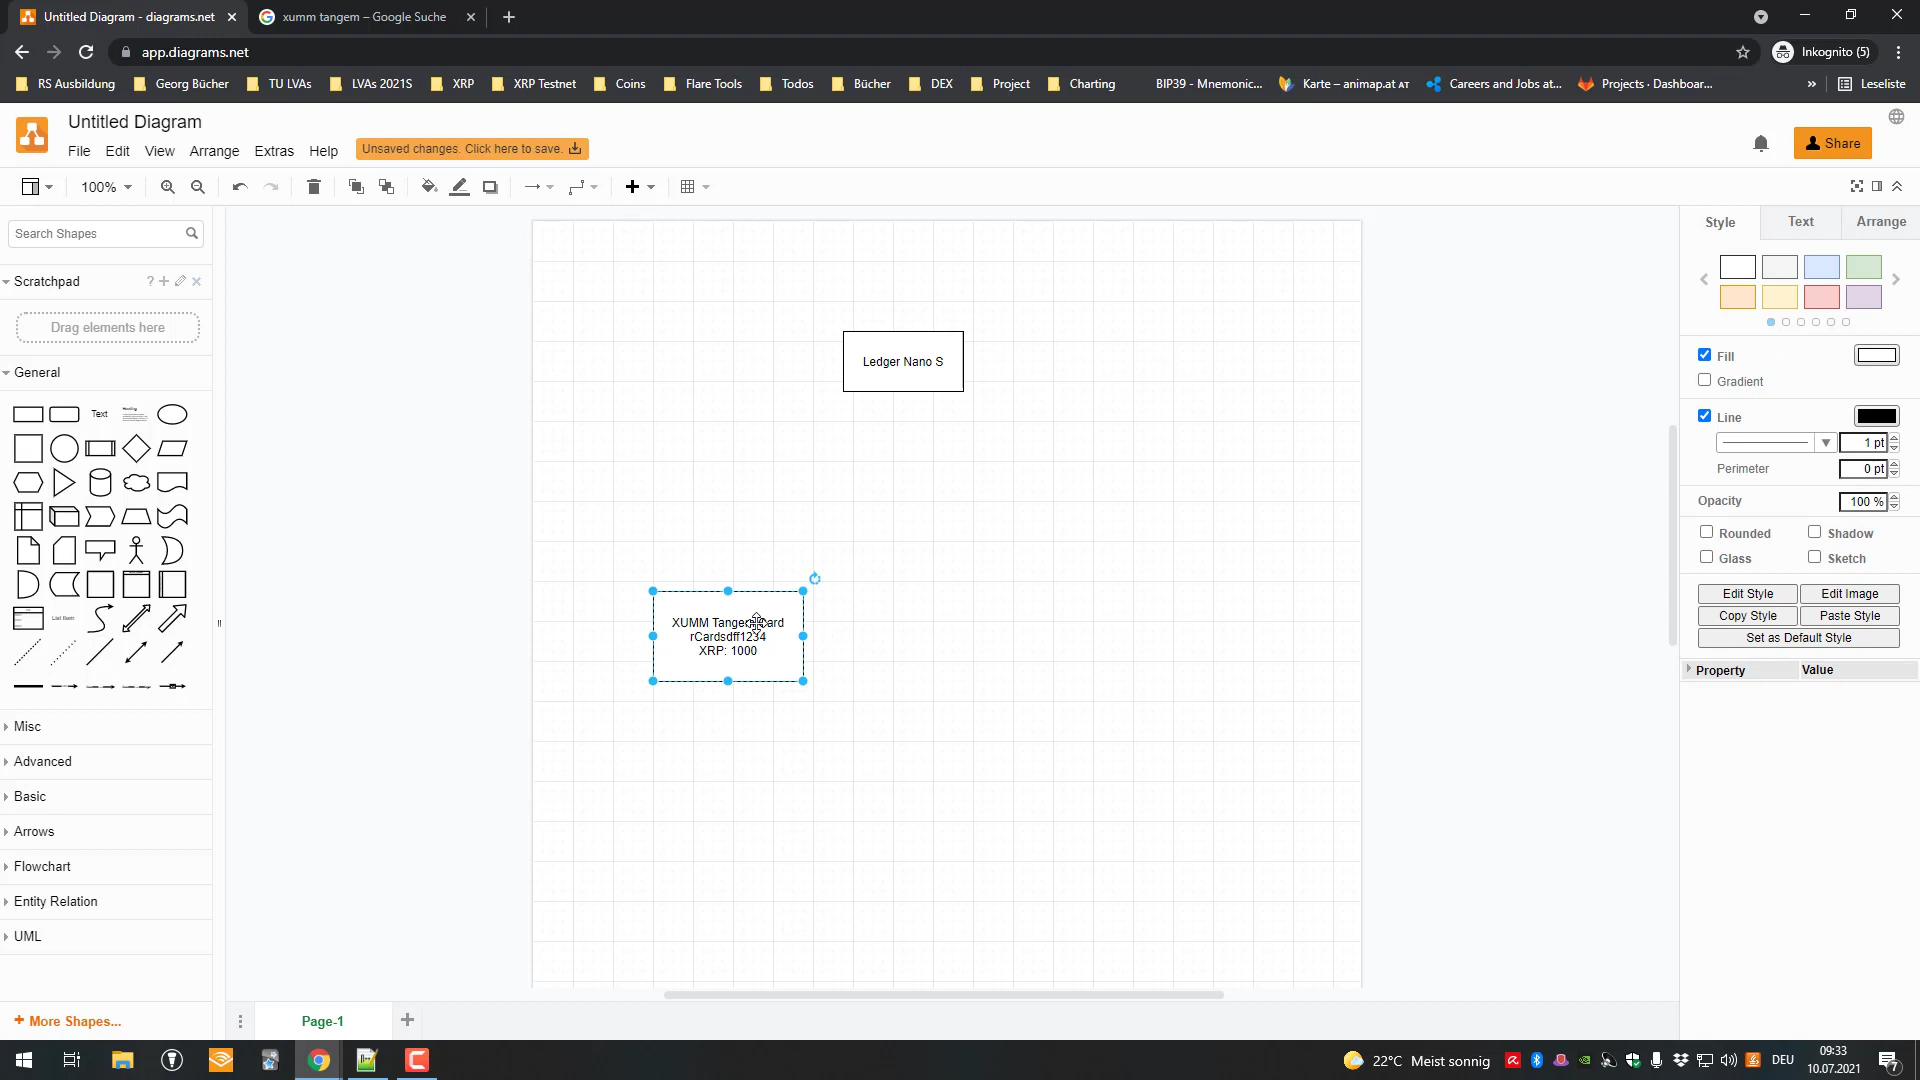 Untitled Diagram - diagrams.net
xumm tangem – Google Suche
app.diagrams.net
Inkognito (5)
RS Ausbildung
Georg Bücher
TU LVAs
LVAs 2021S
XRP
XRP Testnet
Coins
Flare Tools
Todos
Bücher
DEX
Project
Charting
BIP39 - Mnemonic...
Karte – animap.at AT
Careers and Jobs at...
Projects · Dashboar...
»
Leseliste
Untitled Diagram
File
Edit
View
Arrange
Extras
Help
Unsaved changes. Click here to save.
Share
100%
Search Shapes
Scratchpad
?
Drag elements here
General
Text
Heading
List Item
Misc
Advanced
Basic
Arrows
Flowchart
Entity Relation
UML
+ More Shapes...
Ledger Nano S
XUMM Tangem Card
rCardsdff1234
XRP: 1000
Page-1
Style
Text
Arrange
Fill
Gradient
Line
1 pt
Perimeter
0 pt
Opacity
100 %
Rounded
Shadow
Glass
Sketch
Edit Style
Edit Image
Copy Style
Paste Style
Set as Default Style
Property
Value
22°C Meist sonnig
DEU
09:33
10.07.2021
7